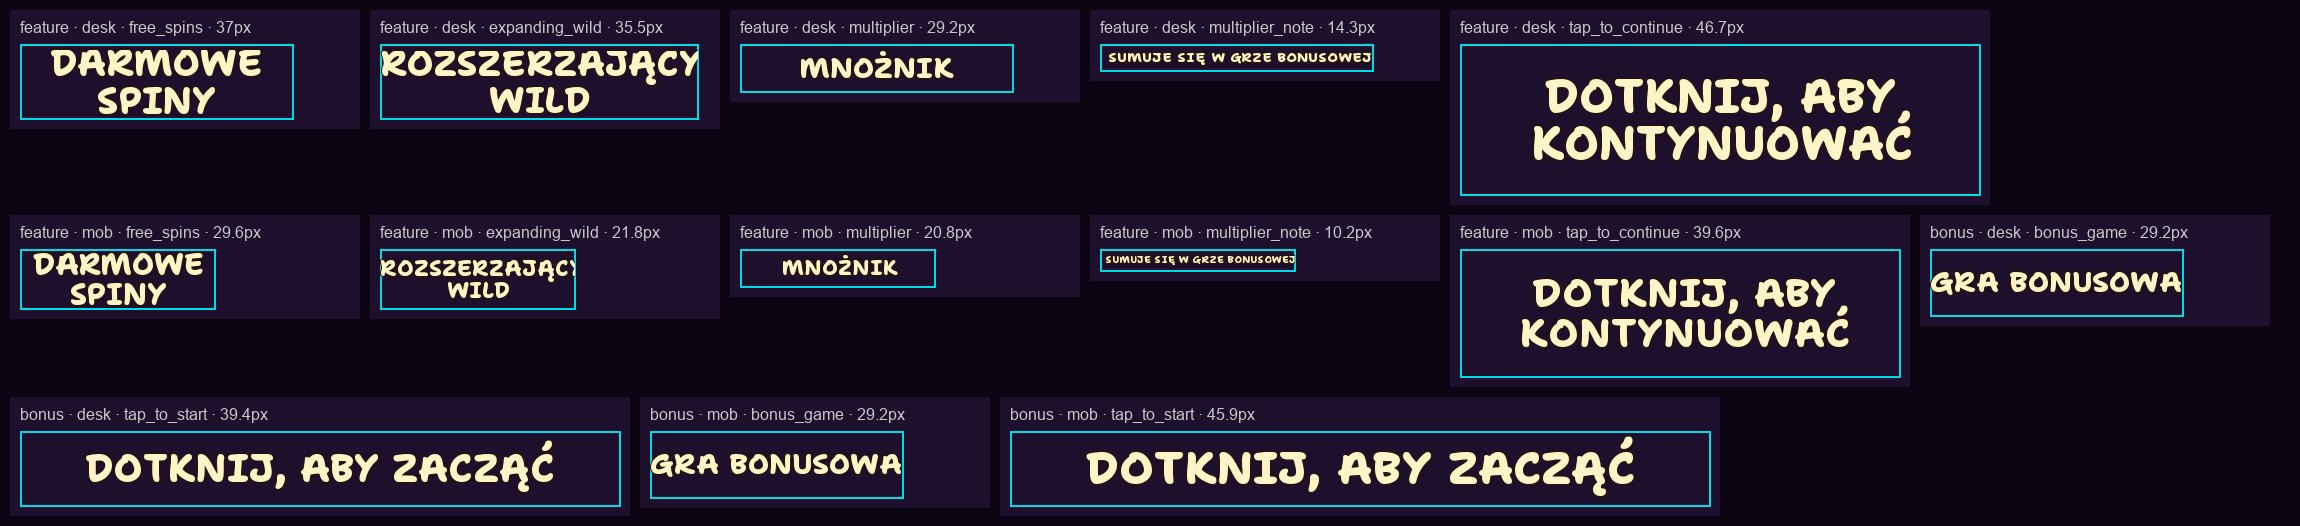 feature · desk · free_spins · 37px
DARMOWE
SPINY
feature · desk · expanding_wild · 35.5px
ROZSZERZAJĄCY
WILD
feature · desk · multiplier · 29.2px
MNOŻNIK
feature · desk · multiplier_note · 14.3px
SUMUJE SIĘ W GRZE BONUSOWEJ
feature · desk · tap_to_continue · 46.7px
DOTKNIJ, ABY
KONTYNUOWAĆ
feature · mob · free_spins · 29.6px
DARMOWE
SPINY
feature · mob · expanding_wild · 21.8px
ROZSZERZAJĄCY
WILD
feature · mob · multiplier · 20.8px
MNOŻNIK
feature · mob · multiplier_note · 10.2px
SUMUJE SIĘ W GRZE BONUSOWEJ
feature · mob · tap_to_continue · 39.6px
DOTKNIJ, ABY
KONTYNUOWAĆ
bonus · desk · bonus_game · 29.2px
GRA BONUSOWA
bonus · desk · tap_to_start · 39.4px
DOTKNIJ, ABY ZACZĄĆ
bonus · mob · bonus_game · 29.2px
GRA BONUSOWA
bonus · mob · tap_to_start · 45.9px
DOTKNIJ, ABY ZACZĄĆ